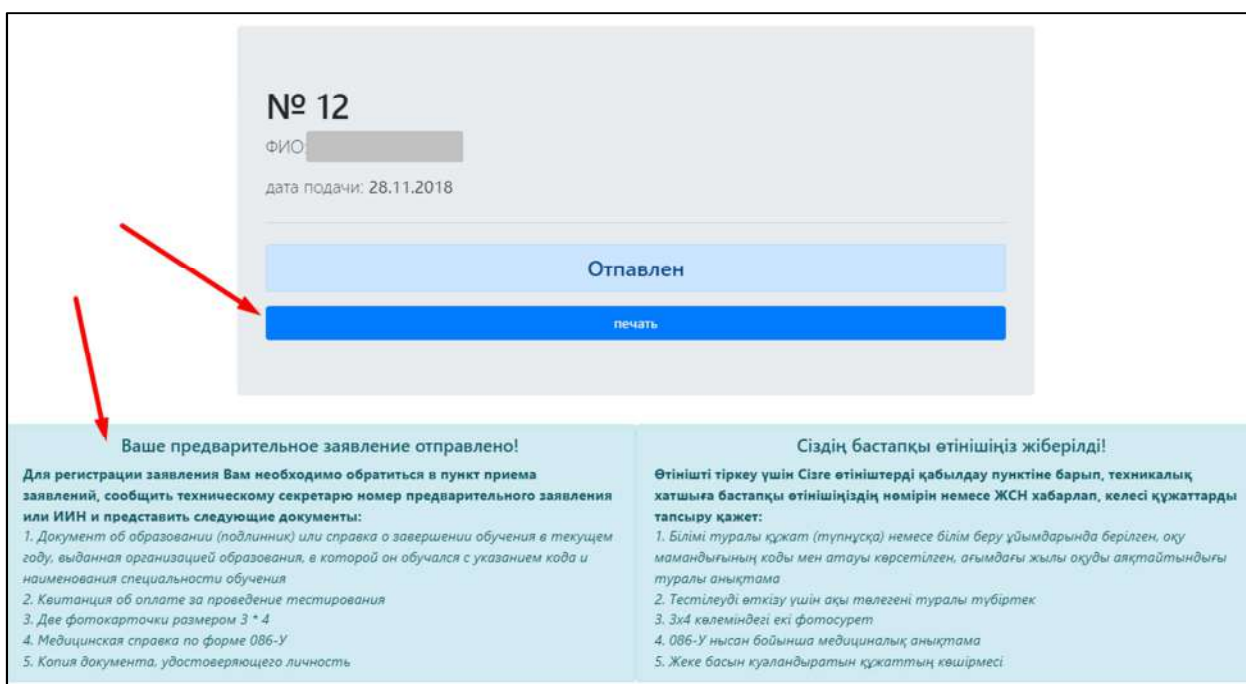 № 12
ФИО:
дата подачи: 28.11.2018
Отпавлен
печать
Ваше предварительное заявление отправлено!
Для регистрации заявления Вам необходимо обратиться в пункт приема
заявлений, сообщить техническому секретарю номер предварительного заявления
или ИИН и представить следующие документы:
1. Документ об образовании (подлинник) или справка о завершении обучения в текущем
году, выданная организацией образования, в которой он обучался с указанием кода и
наименования специальности обучения
2. Квитанция об оплате за проведение тестирования
3. Две фотокарточки размером 3 * 4
4. Медицинская справка по форме 086-У
5. Копия документа, удостоверяющего личность
Сіздің бастапқы өтінішіңіз жіберілді!
Өтінішті тіркеу үшін Сізге өтініштерді қабылдау пунктіне барып, техникалық
хатшыға бастапқы өтінішіңіздің нөмірін немесе ЖСН хабарлап, келесі құжаттарды
тапсыру қажет:
1. Білімі туралы құжат (түпнұсқа) немесе білім беру ұйымдарында берілген, оқу
мамандығының коды мен атауы көрсетілген, ағымдағы жылы оқуды аяқтайтындығы
туралы анықтама
2. Тестілеуді өткізу үшін ақы төлегені туралы түбіртек
3. 3х4 көлеміндегі екі фотосурет
4. 086-У нысан бойынша медициналық анықтама
5. Жеке басын куәландыратын құжаттың көшірмесі